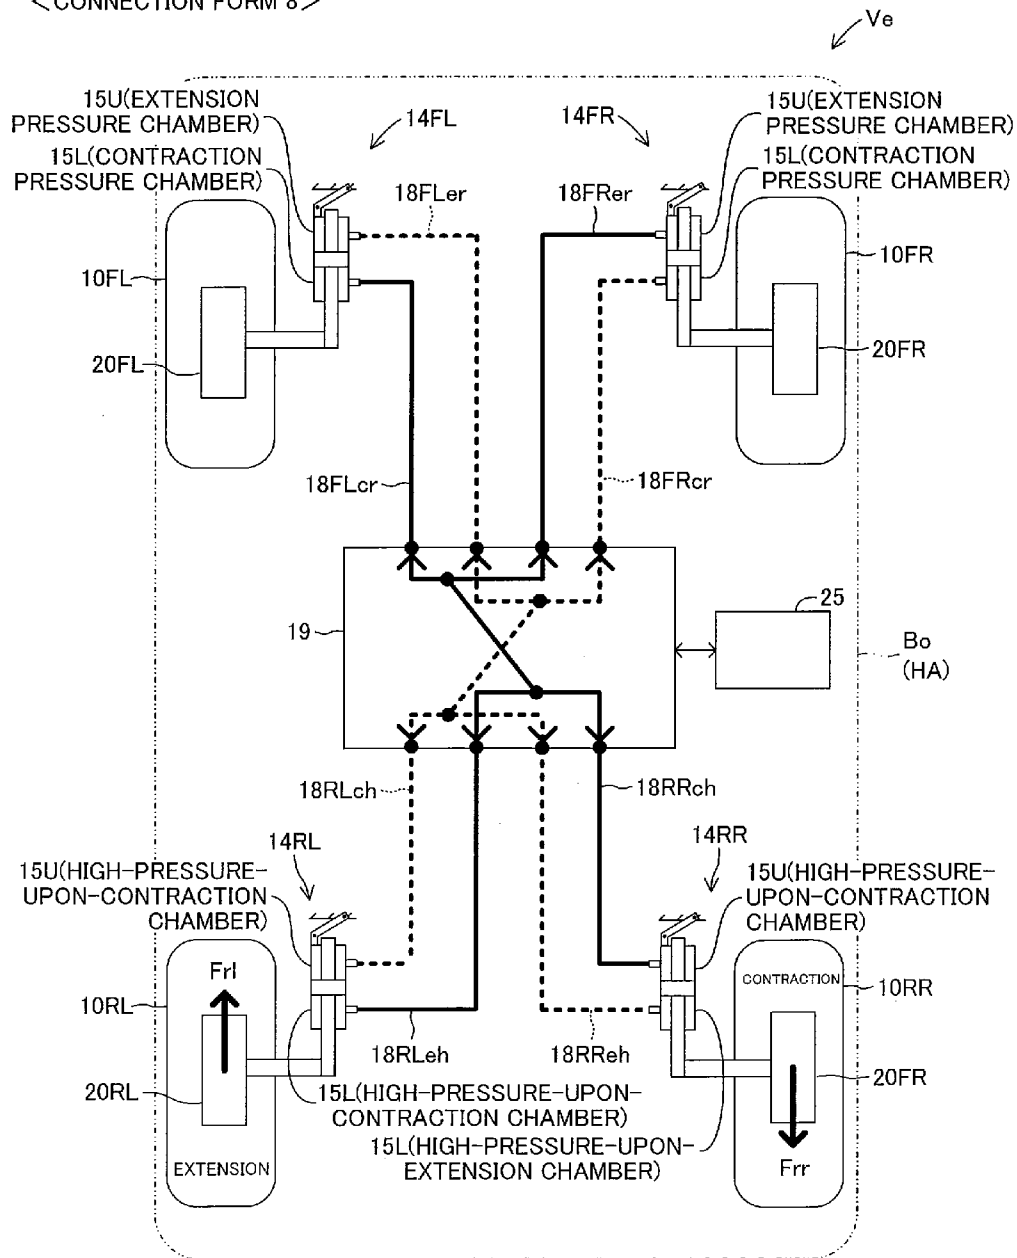 <CONNECTION FORM 8>
Ve
15U(EXTENSION
PRESSURE CHAMBER)
15L(CONTRACTION
PRESSURE CHAMBER)
14FL
14FR
15U(EXTENSION
PRESSURE CHAMBER)
15L(CONTRACTION
PRESSURE CHAMBER)
18FLer
18FRer
10FL
10FR
20FL
20FR
18FLcr
18FRcr
19
25
Bo
(HA)
18RLch
18RRch
14RL
14RR
15U(HIGH-PRESSURE-
UPON-CONTRACTION
CHAMBER)
15U(HIGH-PRESSURE-
UPON-CONTRACTION
CHAMBER)
Frl
CONTRACTION
10RL
10RR
18RLeh
18RReh
20RL
20FR
15L(HIGH-PRESSURE-UPON-
CONTRACTION CHAMBER)
15L(HIGH-PRESSURE-UPON-
EXTENSION CHAMBER)
EXTENSION
Frr